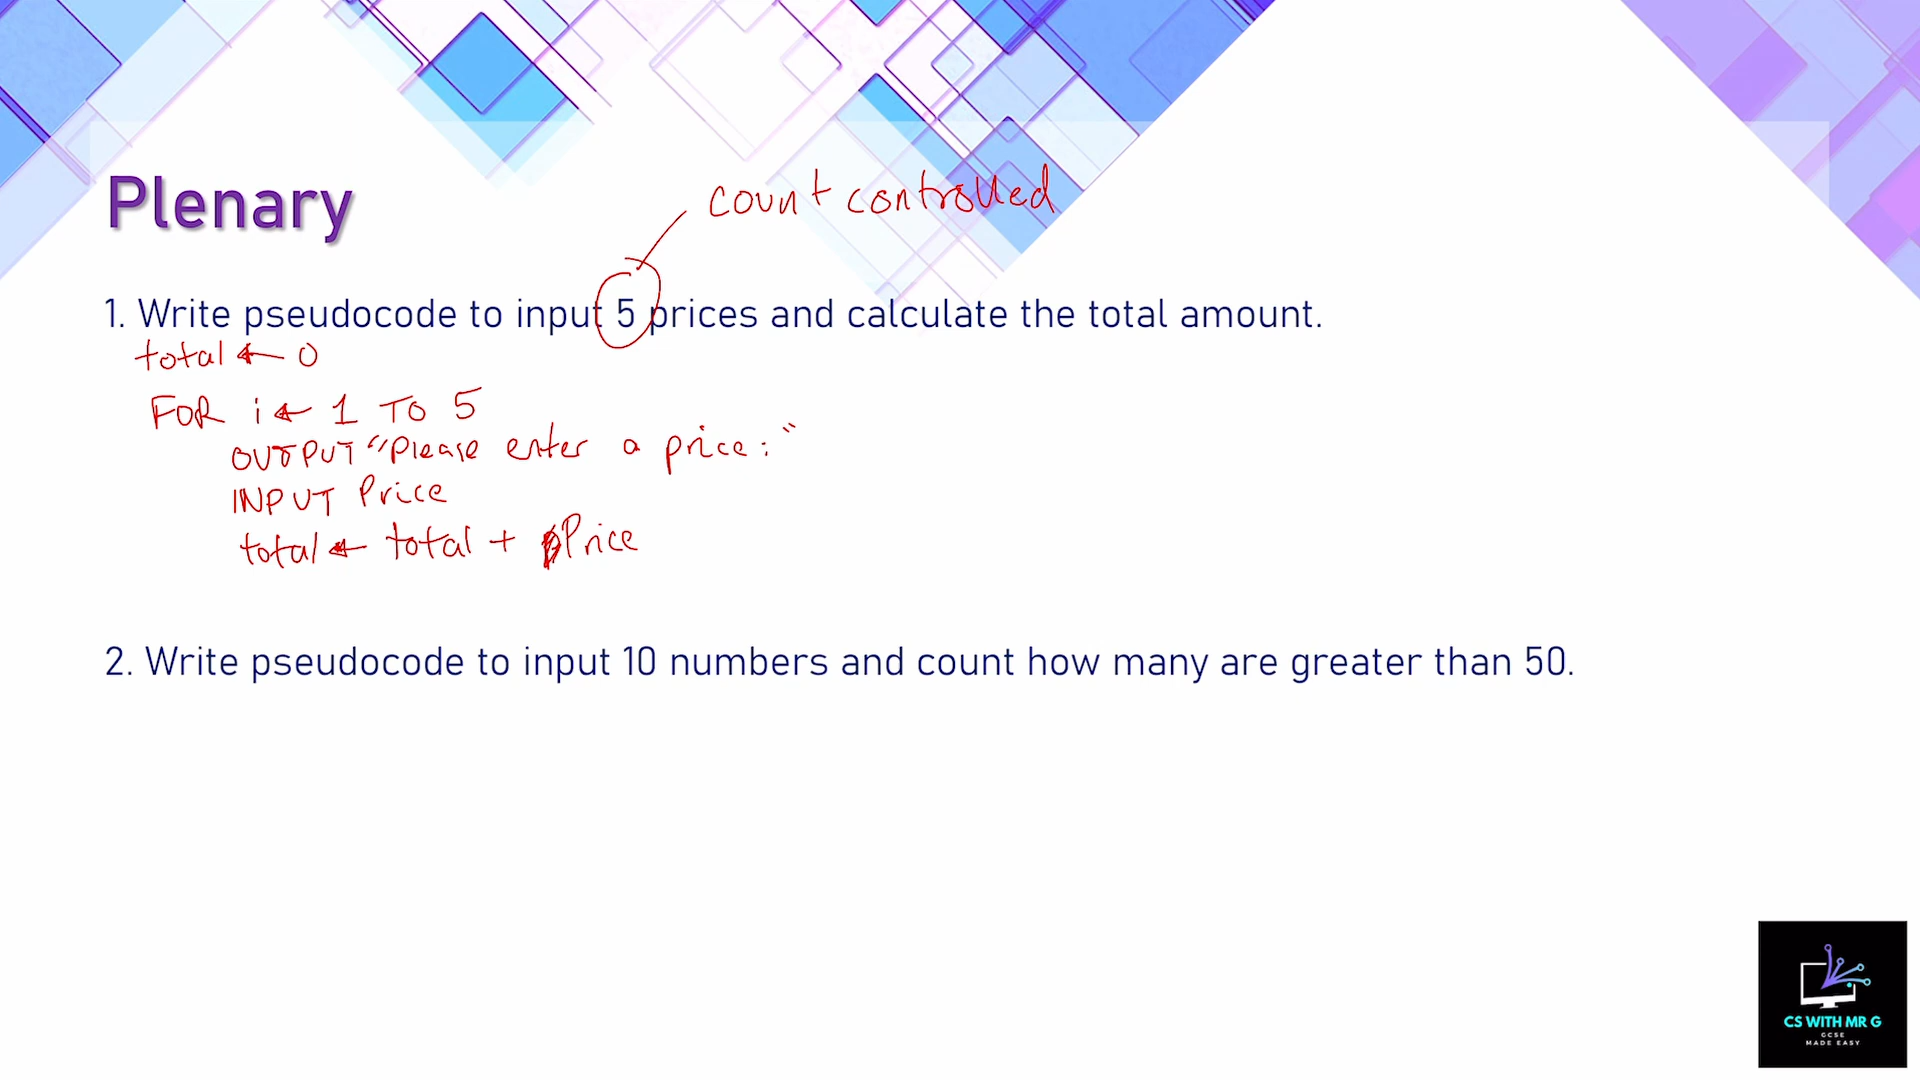 Plenary
count controlled
1. Write pseudocode to input 5 prices and calculate the total amount.
total ← 0
FOR i ← 1 TO 5
OUTPUT "Please enter a price: "
INPUT Price
total ← total + Price
2. Write pseudocode to input 10 numbers and count how many are greater than 50.
CS WITH MR G
GCSE
MADE EASY